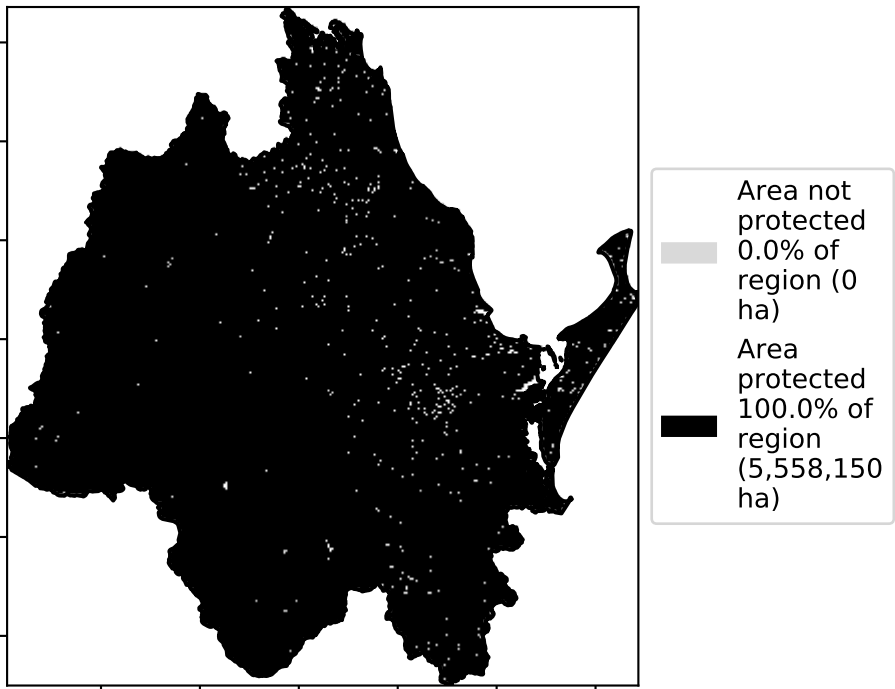 Area not
protected
0.0% of
region (0
ha)
Area
protected
100.0% of
region
(5,558,150
ha)